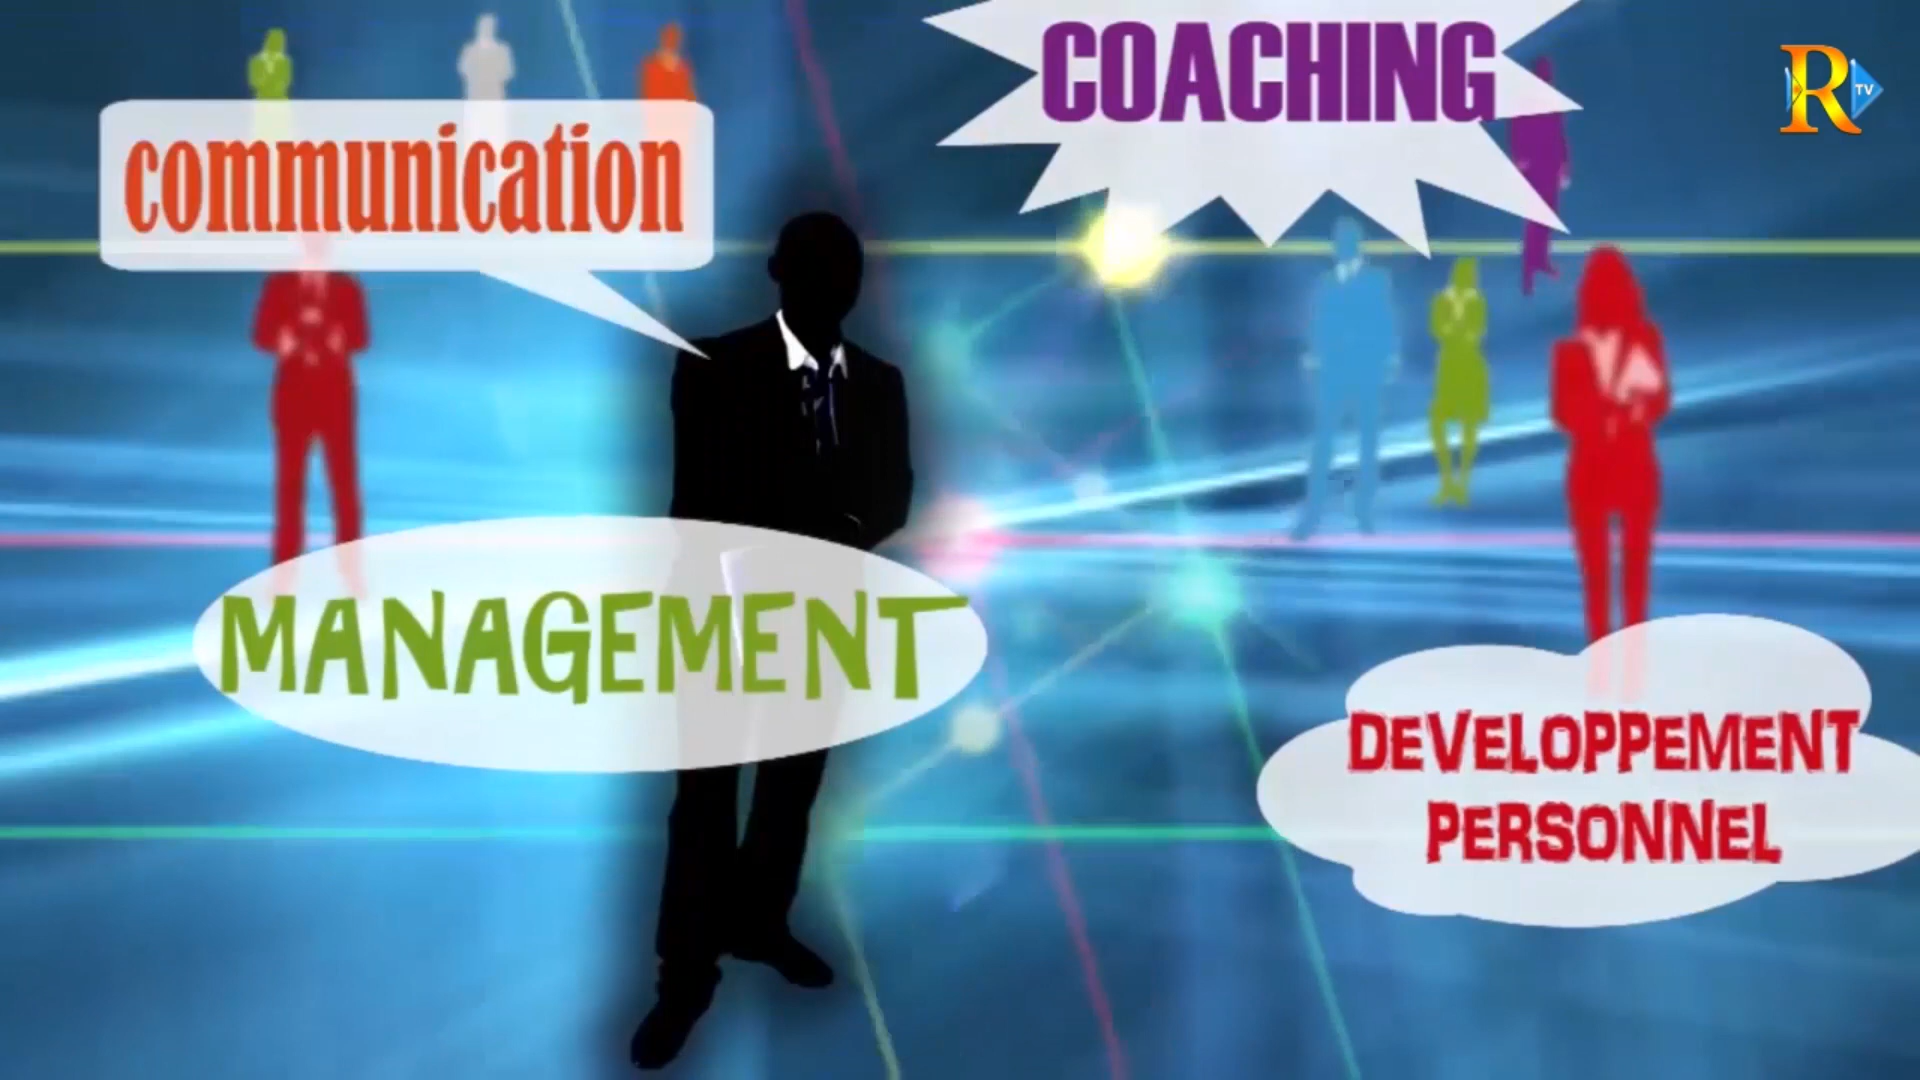 COACHING
R TV
communication
MANAGEMENT
DEVELOPPEMENT
PERSONNEL